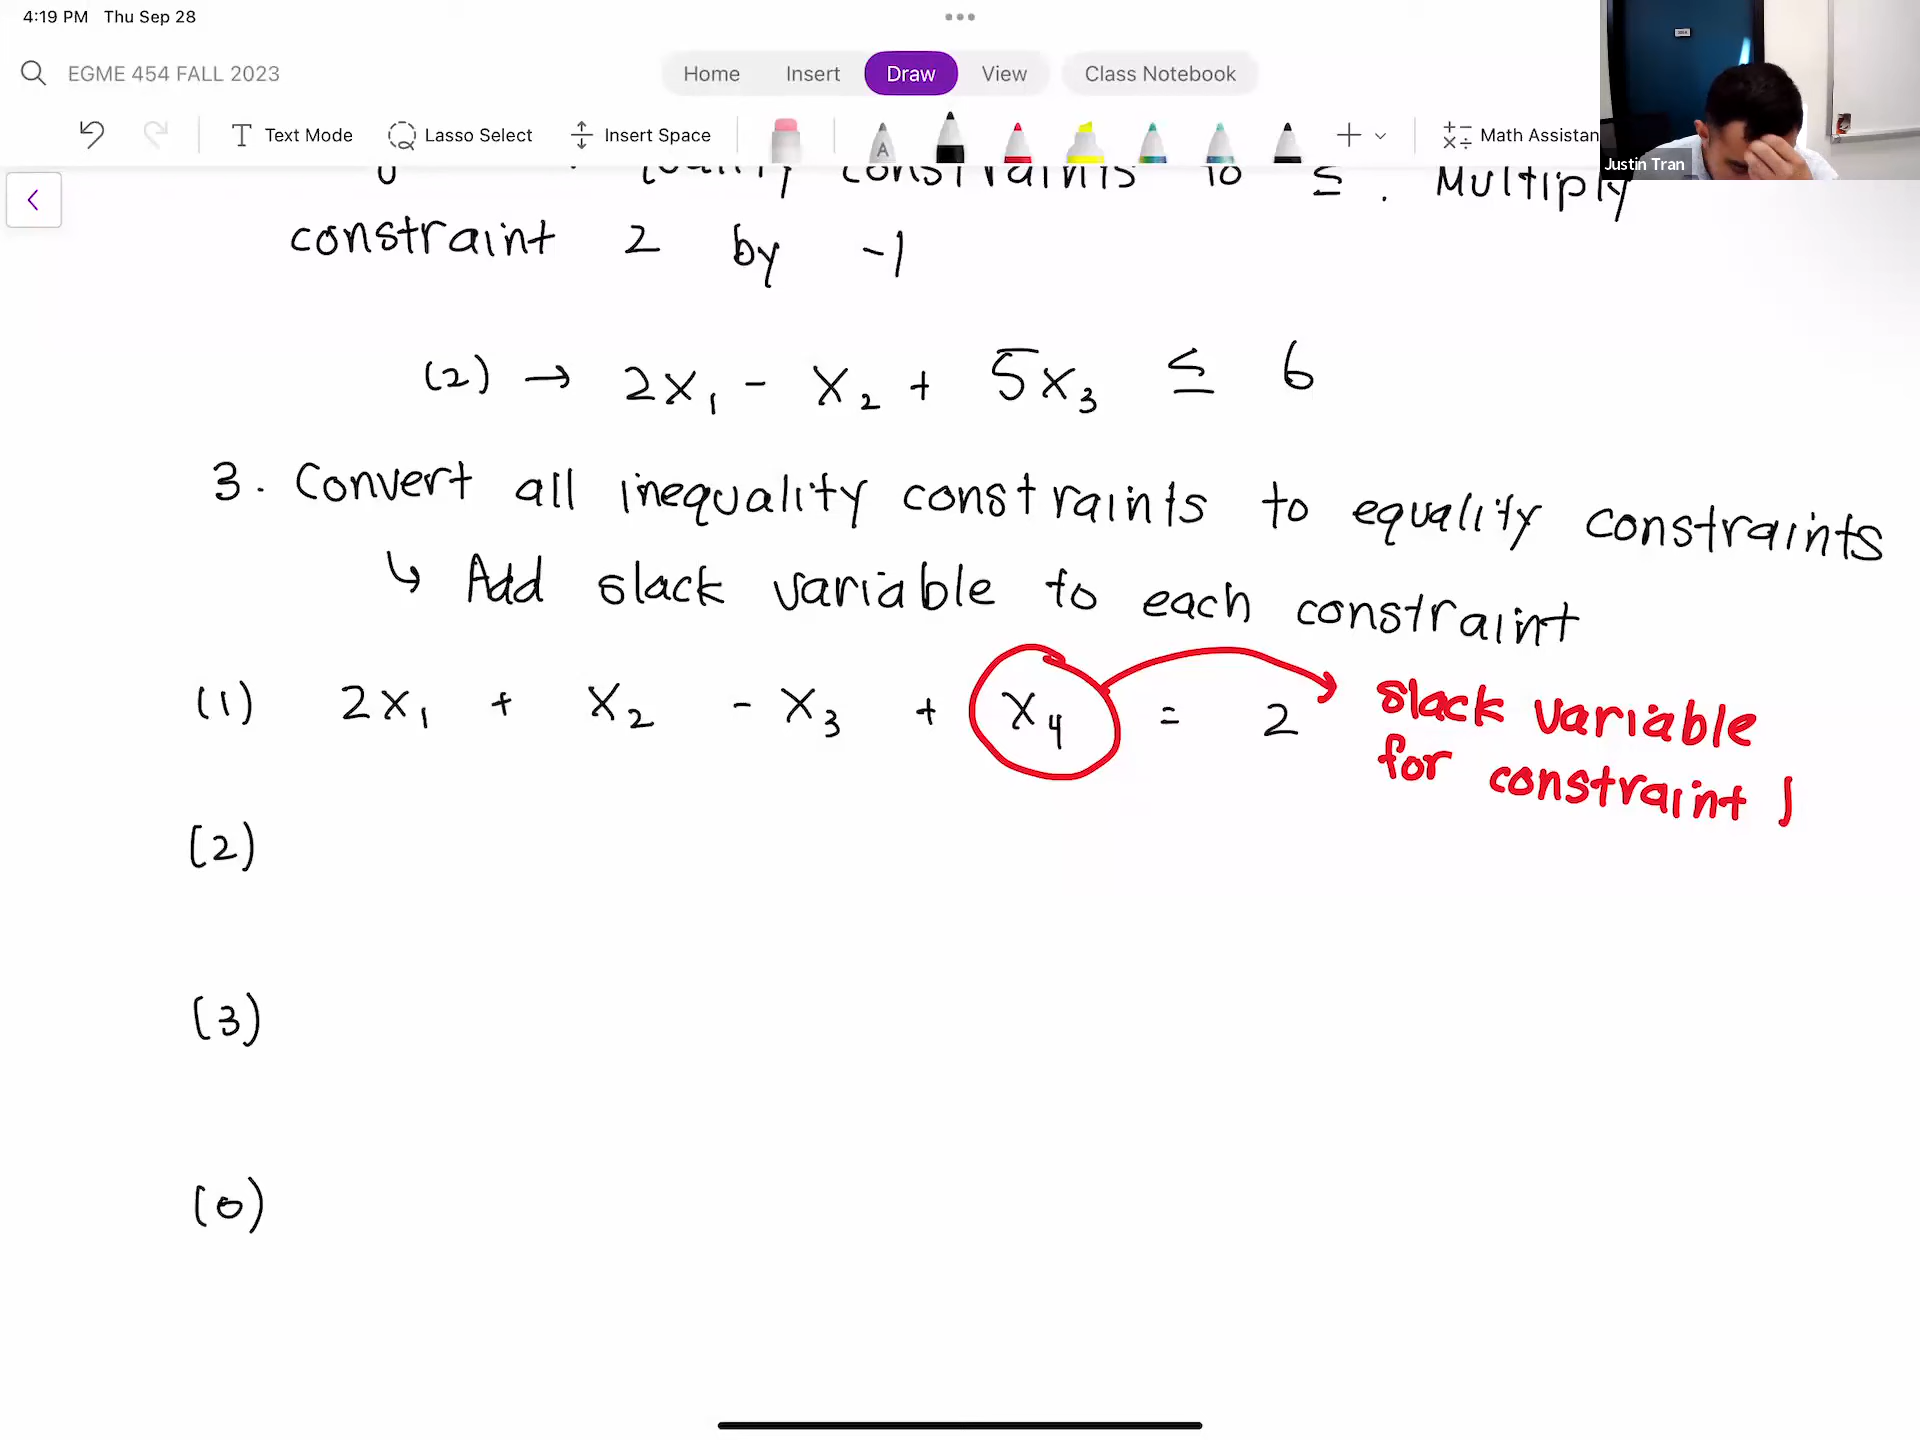 4:19 PM Thu Sep 28
EGME 454 FALL 2023
Home Insert Draw View Class Notebook
Text Mode Lasso Select Insert Space A Math Assistan
Justin Tran
constraints to ≤. Multiply
constraint 2 by -1
(2) → 2x₁ - x₂ + 5x₃ ≤ 6
3. Convert all inequality constraints to equality constraints
↳ Add slack variable to each constraint
(1) 2x₁ + x₂ - x₃ + x₄ = 2
slack variable
for constraint 1
(2)
(3)
(0)